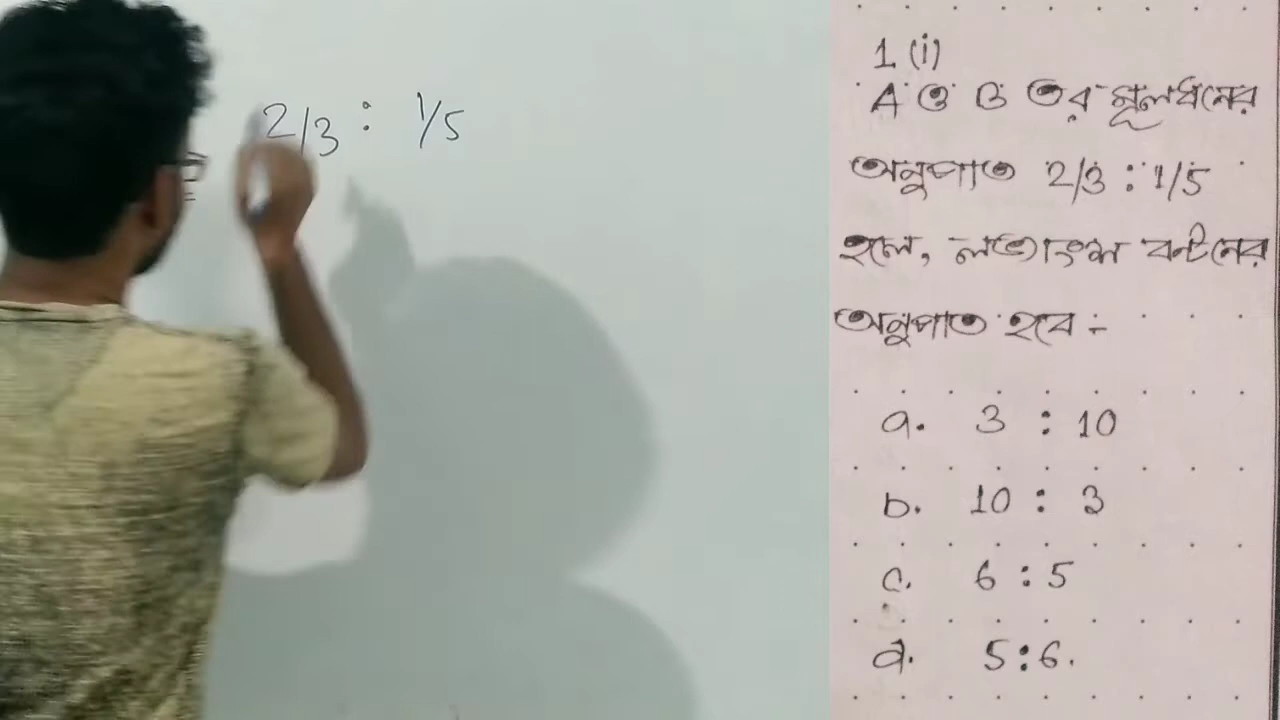 2/3 : 1/5
1 (i)
A ও B তর মূলধনের
অনুপাত 2/3 : 1/5
হলে, লভ্যাংশ বন্টনের
অনুপাত হবে -
a. 3 : 10
b. 10 : 3
c. 6 : 5
d. 5 : 6.